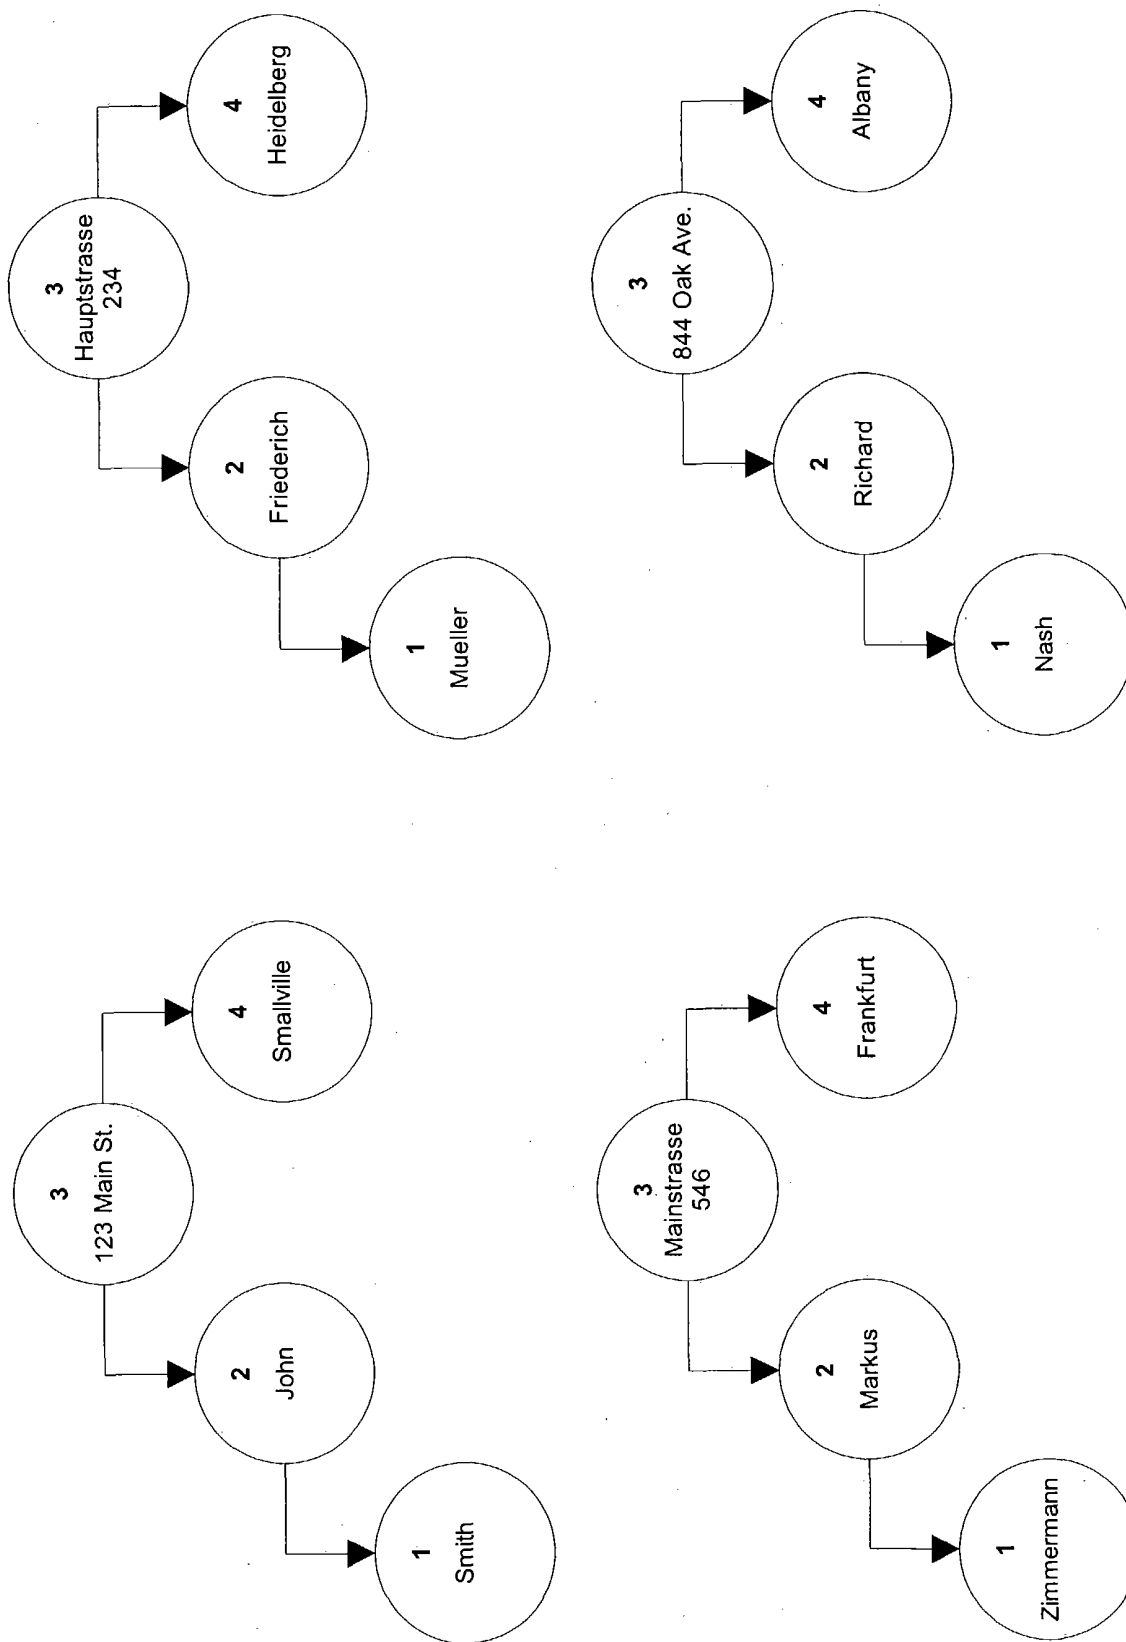 3
123 Main St.
2
John
4
Smallville
1
Smith
3
Hauptstrasse
234
2
Friederich
4
Heidelberg
1
Mueller
3
Mainstrasse
546
2
Markus
4
Frankfurt
1
Zimmermann
3
844 Oak Ave.
2
Richard
4
Albany
1
Nash